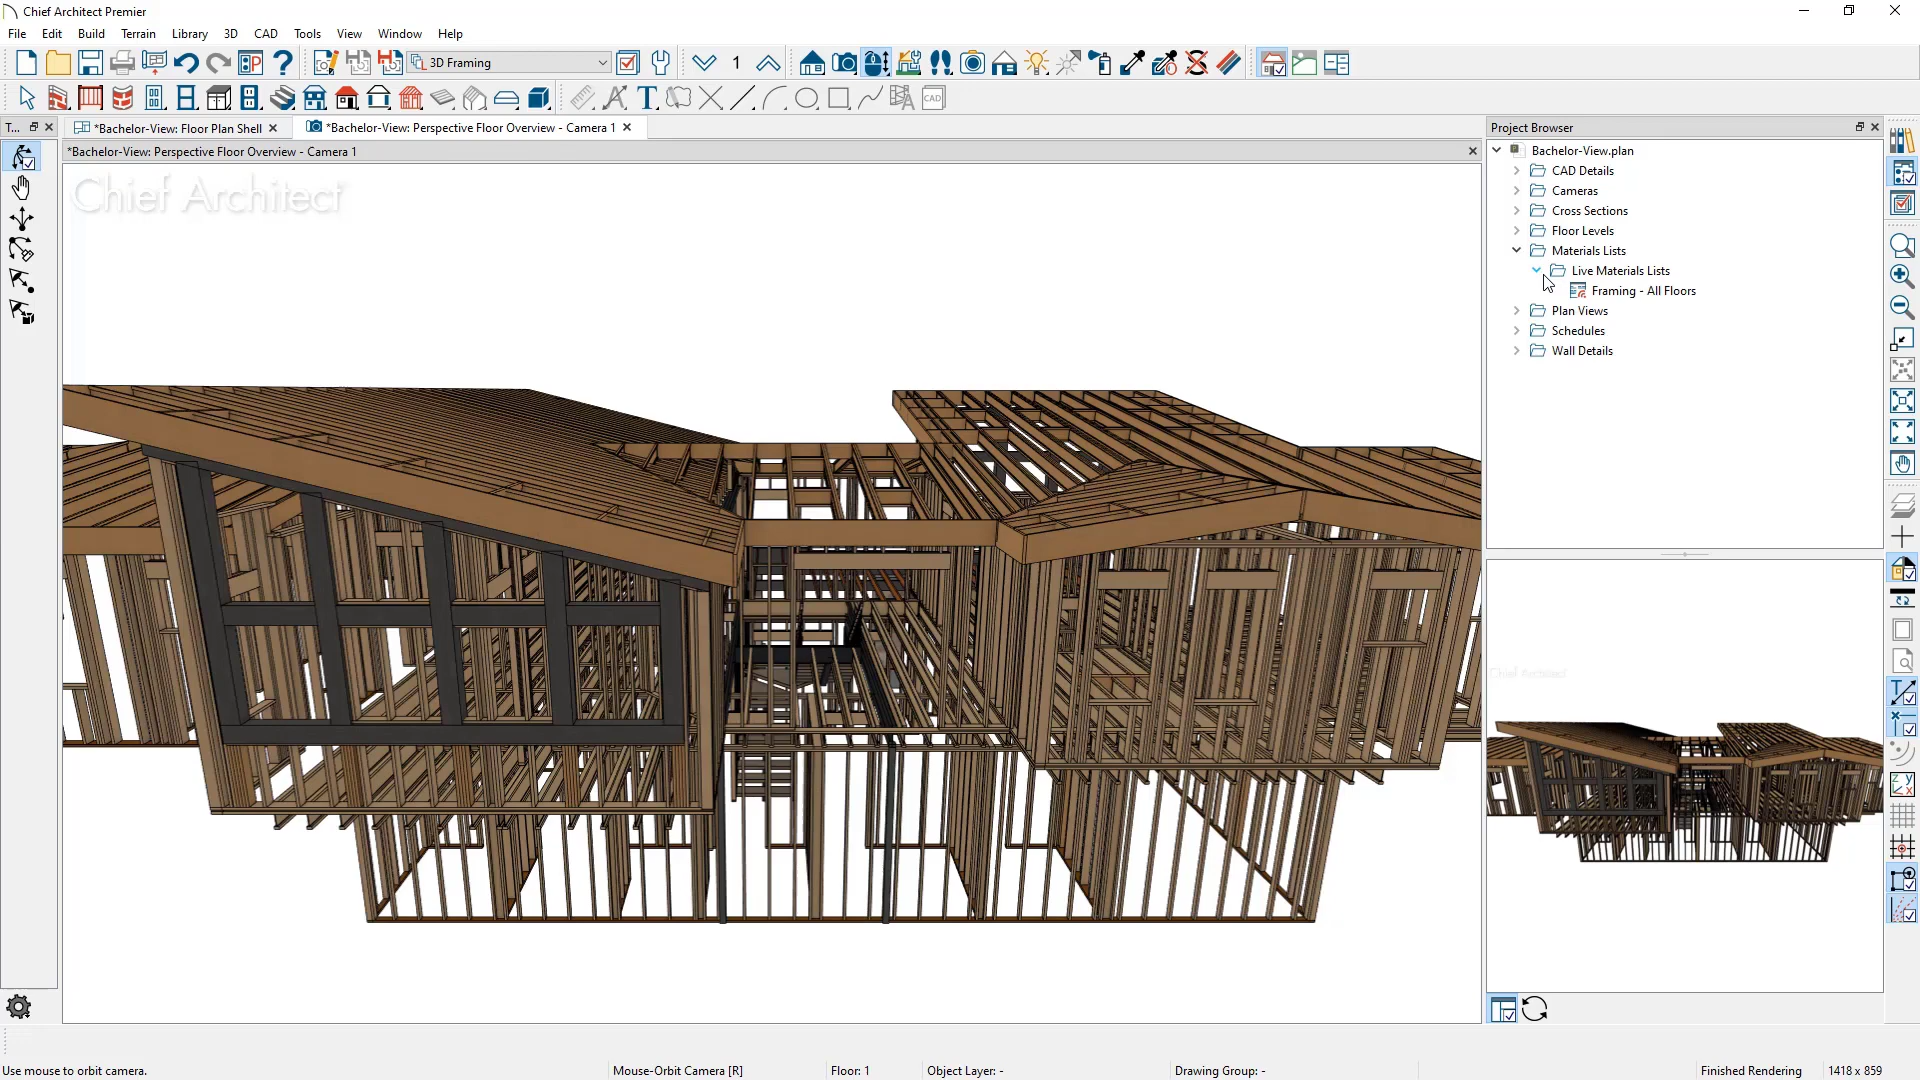 Chief Architect Premier
File Edit Build Terrain Library 3D CAD Tools View Window Help
3D Framing
1
CAD
T...
*Bachelor-View: Floor Plan Shell
*Bachelor-View: Perspective Floor Overview - Camera 1
*Bachelor-View: Perspective Floor Overview - Camera 1
Chief Architect
Project Browser
Bachelor-View.plan
CAD Details
Cameras
Cross Sections
Floor Levels
Materials Lists
Live Materials Lists
Framing - All Floors
Plan Views
Schedules
Wall Details
Chief Architect
Use mouse to orbit camera.
Mouse-Orbit Camera [R]
Floor: 1
Object Layer: -
Drawing Group: -
Finished Rendering
1418 x 859